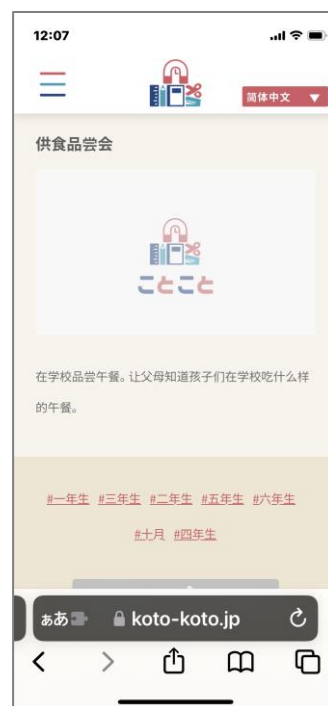 12:07
简体中文 ▼
供食品尝会
ことこと
在学校品尝午餐。让父母知道孩子们在学校吃什么样
的午餐。
#一年生 #三年生 #二年生 #五年生 #六年生
#十月 #四年生
ぁあ koto-koto.jp